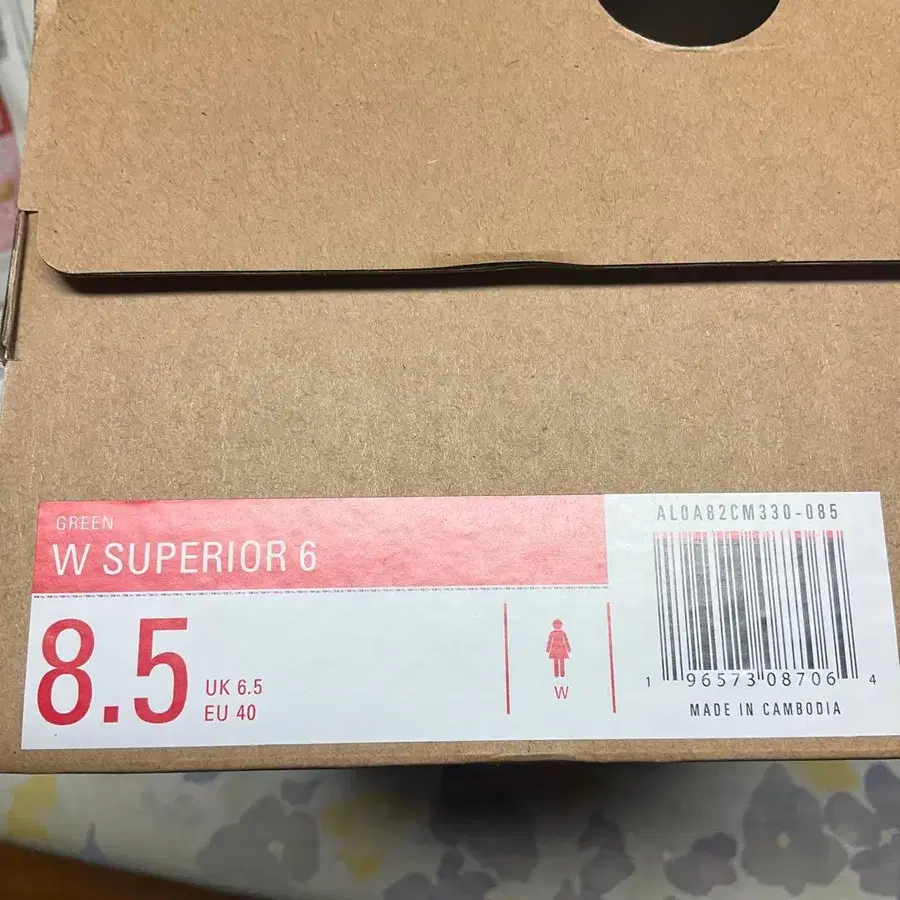 GREEN
W SUPERIOR 6
8.5
UK 6.5
EU 40
W
AL0A82CM330-085
1 96573 08706 4
MADE IN CAMBODIA